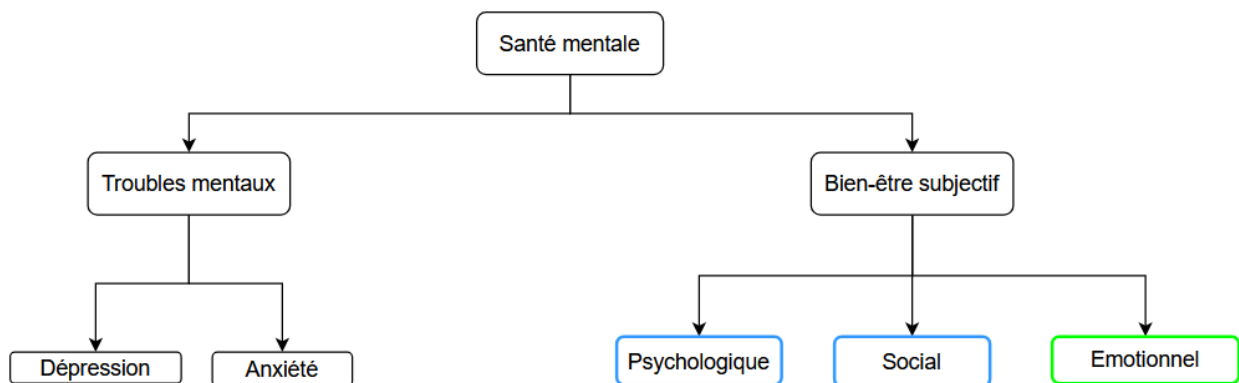 Santé mentale
Troubles mentaux
Bien-être subjectif
Dépression
Anxiété
Psychologique
Social
Emotionnel